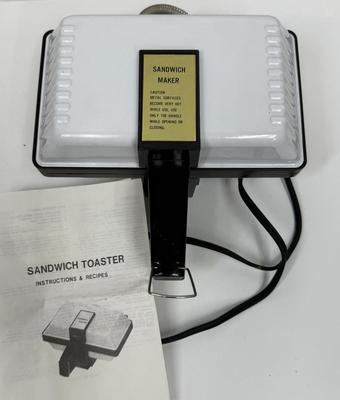 SANDWICH
MAKER
CAUTION:
METAL SURFACES
BECOME VERY HOT
WHILE USE, USE
ONLY THE HANDLE
WHILE OPENING OR
CLOSING.
SANDWICH TOASTER
INSTRUCTIONS & RECIPES